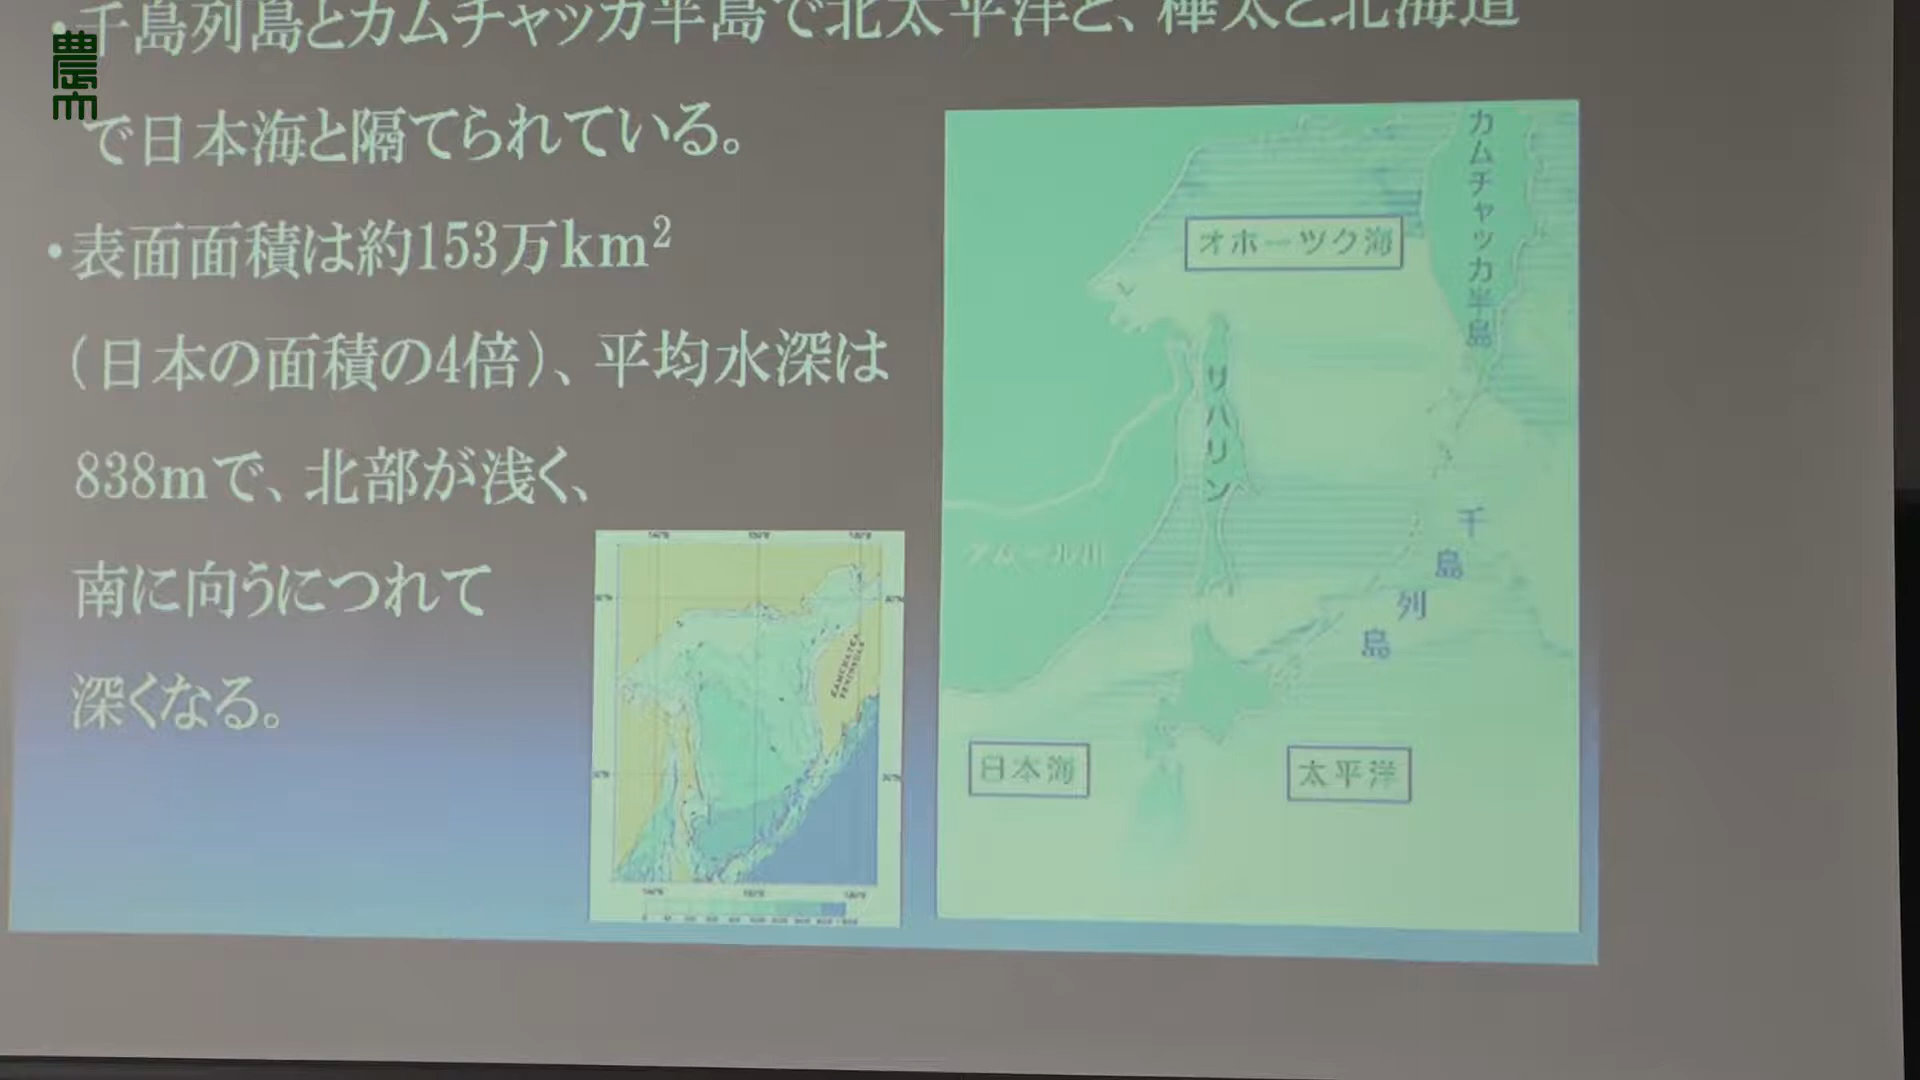 ・千島列島とカムチャッカ半島で北太平洋と、樺太と北海道
で日本海と隔てられている。
・表面面積は約153万km²
（日本の面積の4倍）、平均水深は
838mで、北部が浅く、
南に向うにつれて
深くなる。
カムチャッカ半島
オホーツク海
サハリン
アムール川
千島列島
日本海
太平洋
KAMCHATKA
PENINSULA